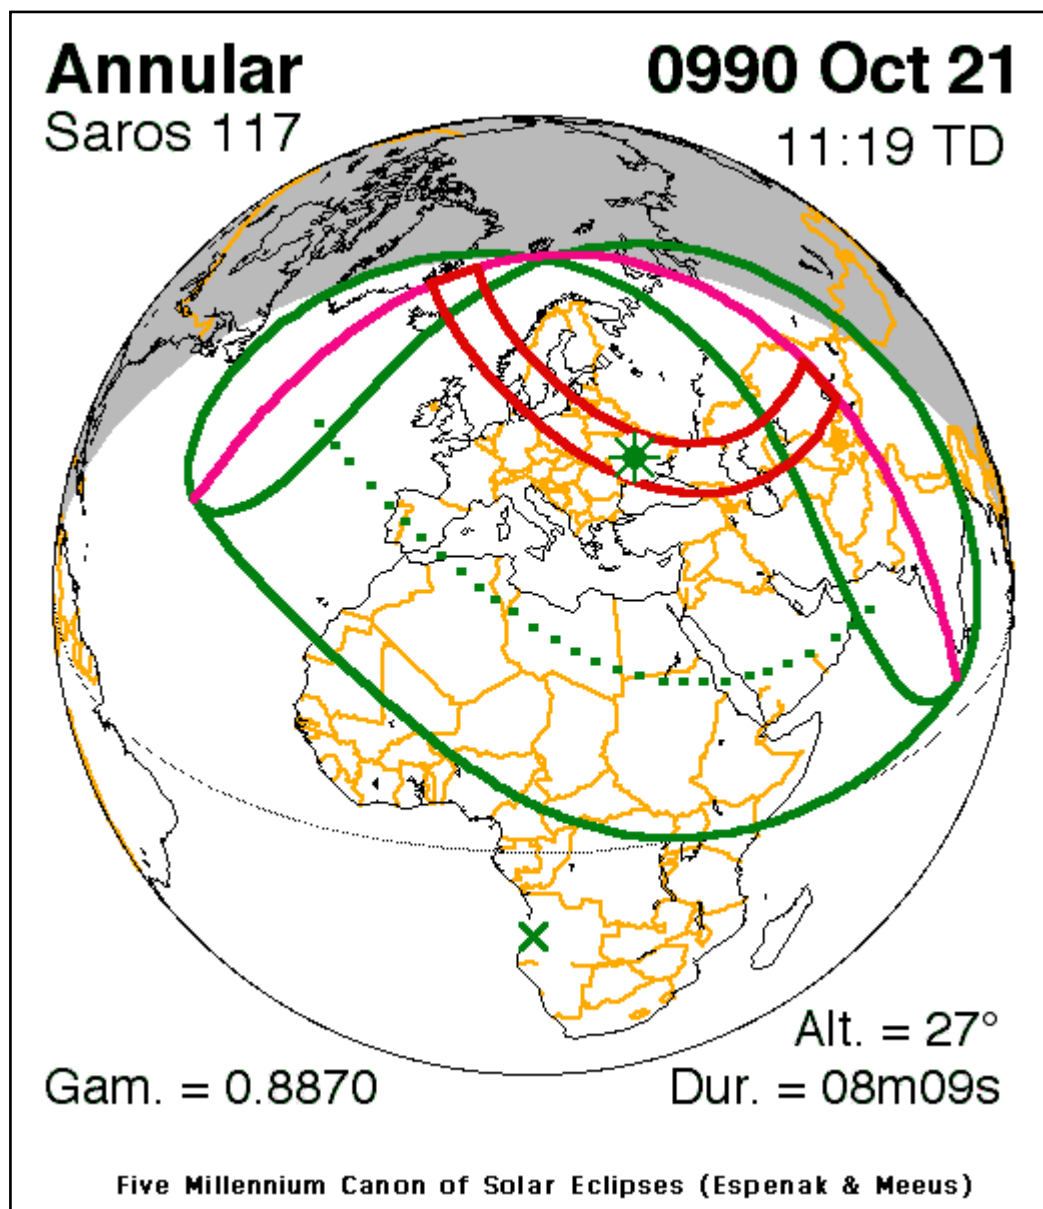 Annular 0990 Oct 21
Saros 117 11:19 TD
Alt. = 27°
Gam. = 0.8870 Dur. = 08m09s
Five Millennium Canon of Solar Eclipses (Espenak & Meeus)